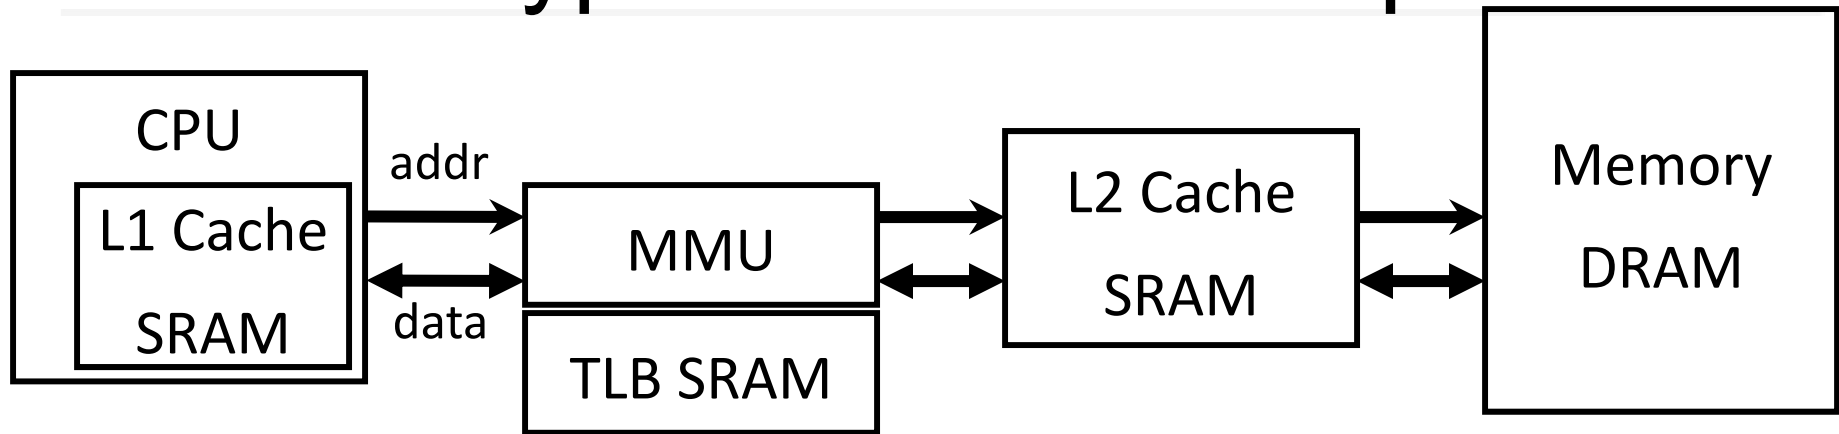 CPU
L1 Cache
SRAM
addr
data
MMU
TLB SRAM
L2 Cache
SRAM
Memory
DRAM